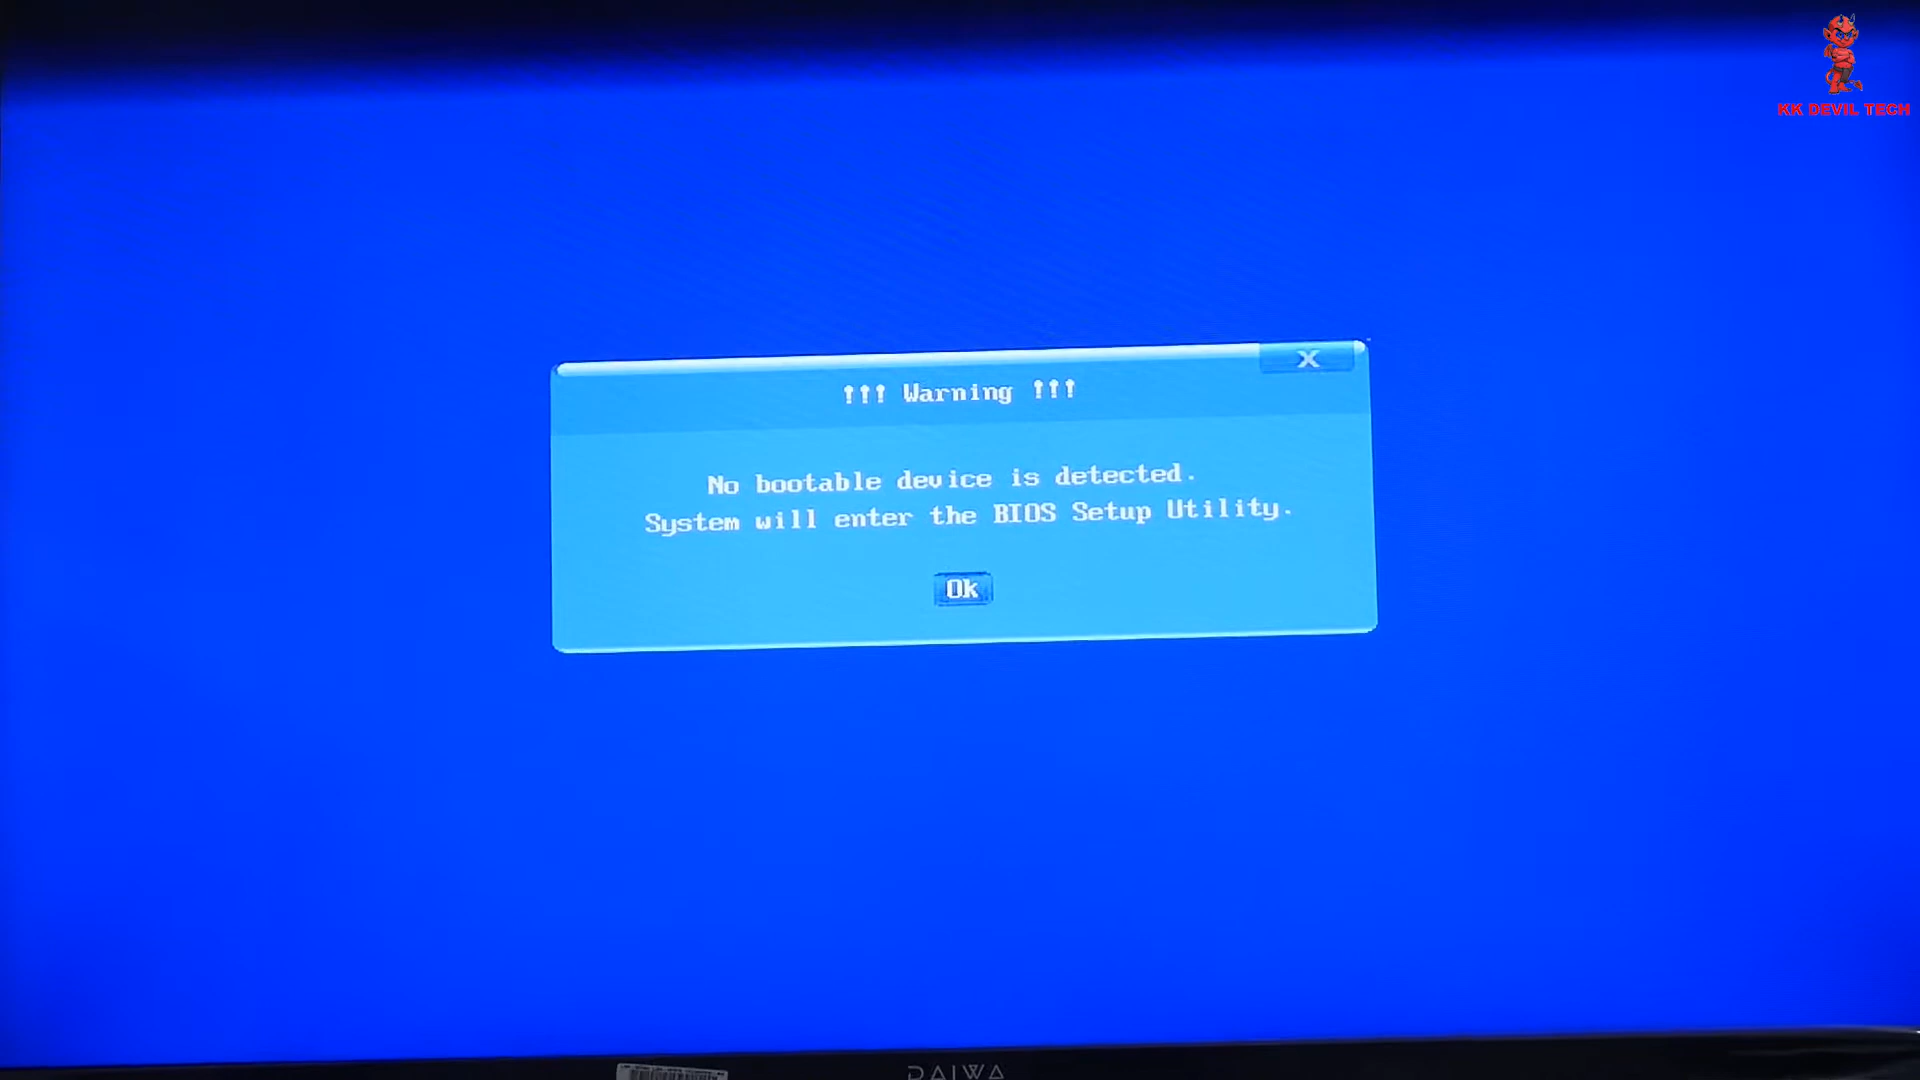 KK DEVIL TECH
X
!!! Warning !!!
No bootable device is detected.
System will enter the BIOS Setup Utility.
Ok
DAIWA